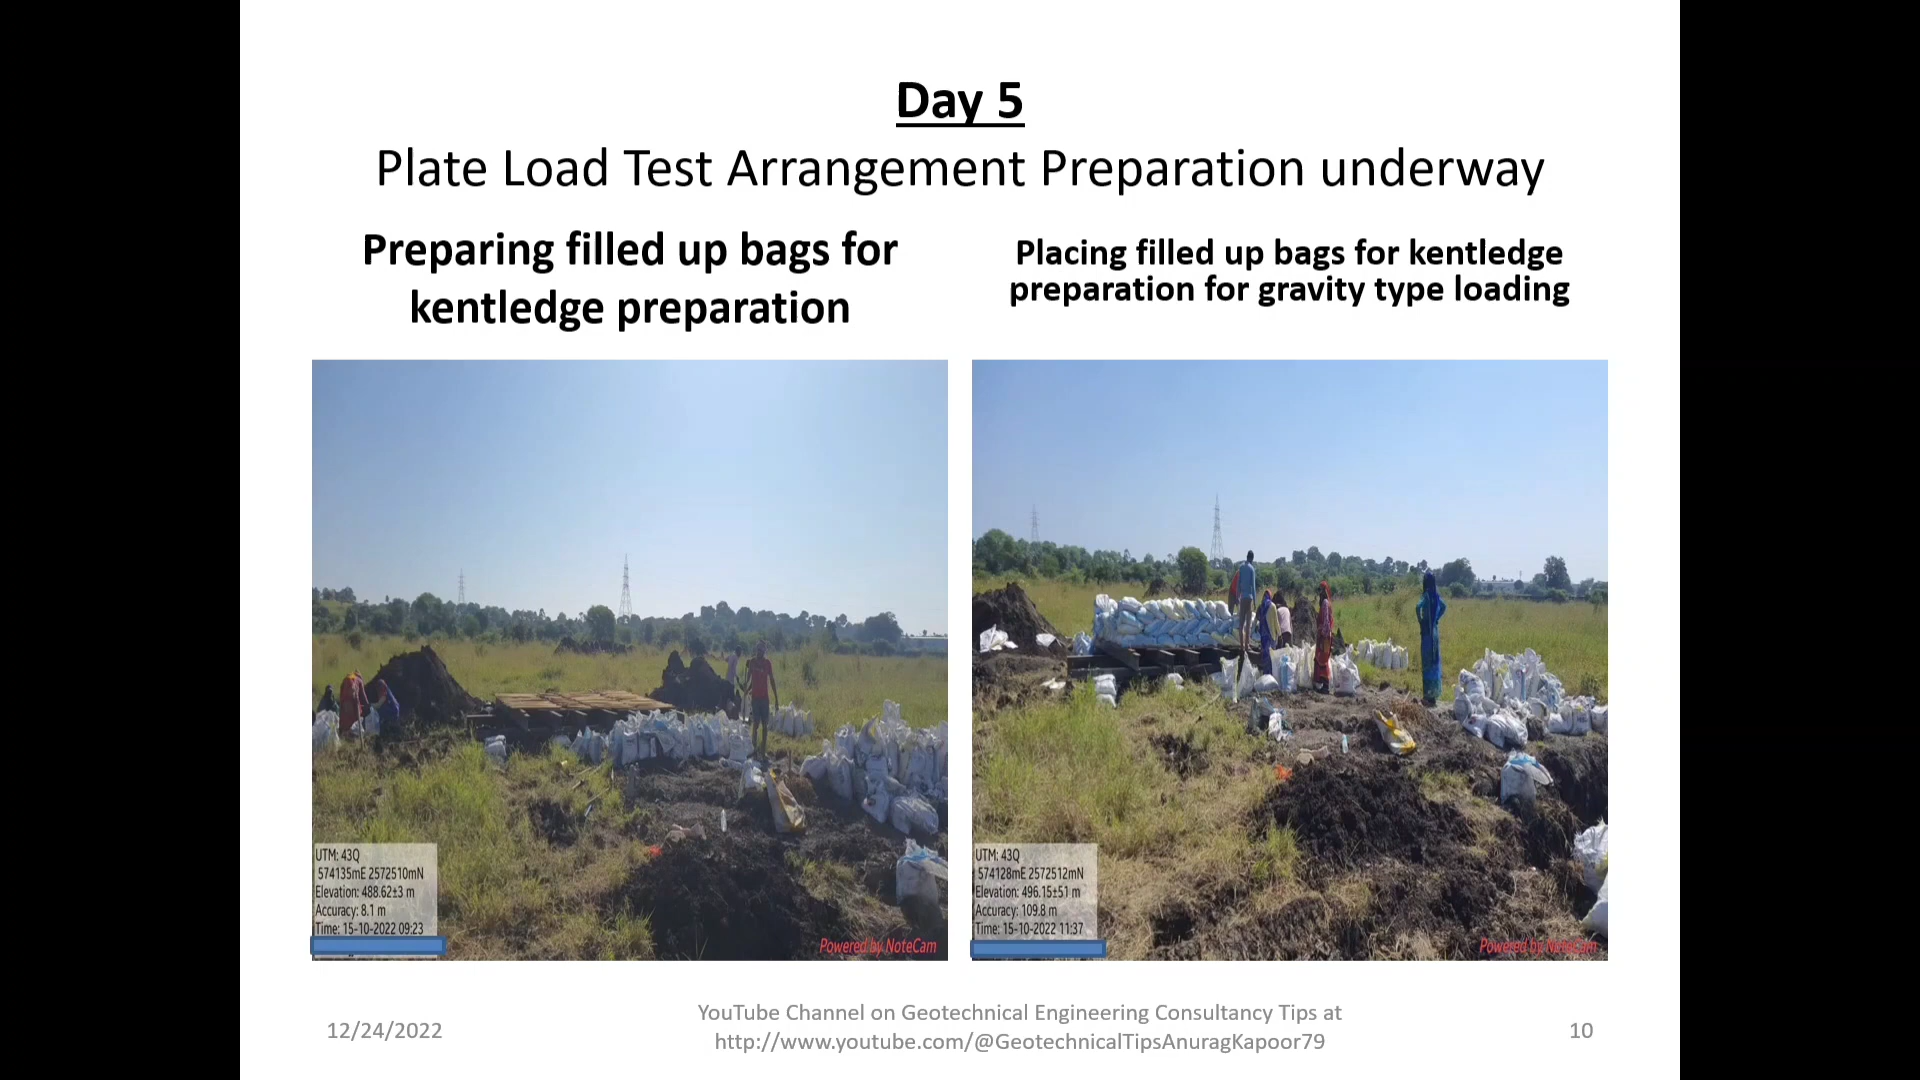 Day 5
Plate Load Test Arrangement Preparation underway
Preparing filled up bags for
kentledge preparation
Placing filled up bags for kentledge
preparation for gravity type loading
UTM: 43Q
574135mE 2572510mN
Elevation: 488.62±3 m
Accuracy: 8.1 m
Time: 15-10-2022 09:23
Powered by NoteCam
UTM: 43Q
574128mE 2572512mN
Elevation: 496.15±51 m
Accuracy: 109.8 m
Time: 15-10-2022 11:37
Powered by NoteCam
12/24/2022
YouTube Channel on Geotechnical Engineering Consultancy Tips at
http://www.youtube.com/@GeotechnicalTipsAnuragKapoor79
10